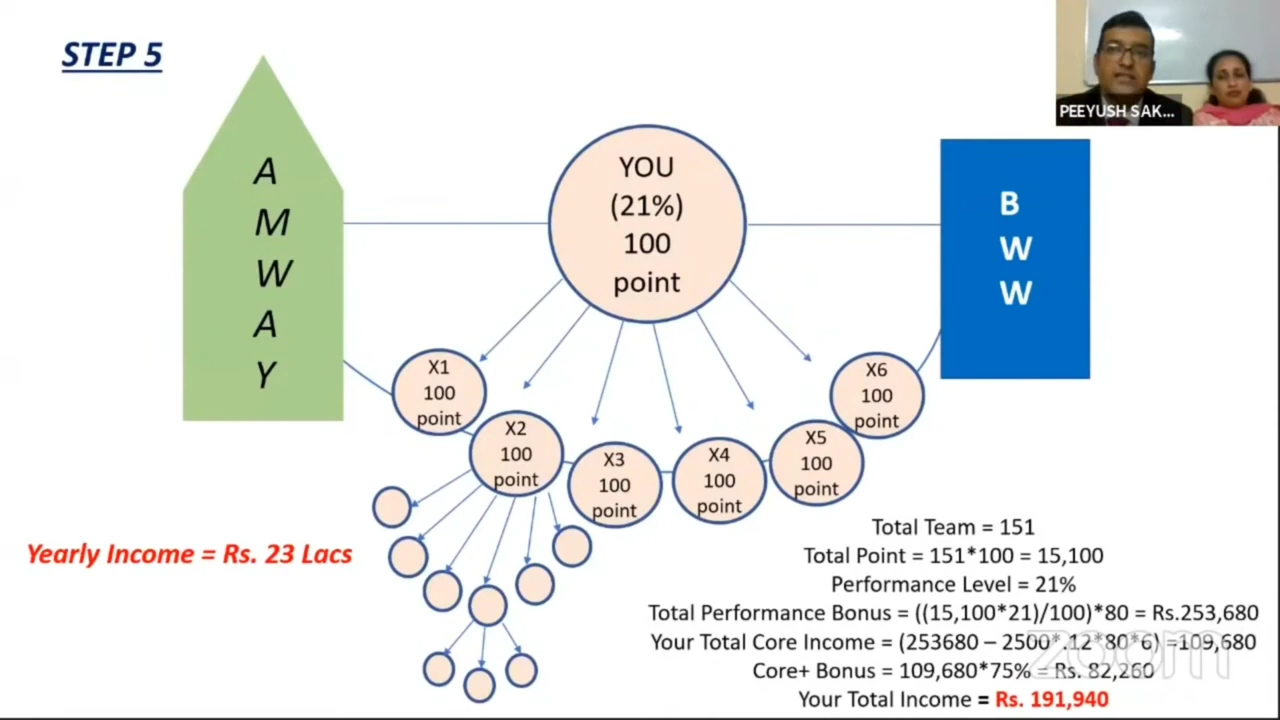 STEP 5
PEEYUSH SAK...
A
M
W
A
Y
YOU
(21%)
100
point
B
W
W
X1
100
point
X2
100
point
X3
100
point
X4
100
point
X5
100
point
X6
100
point
Yearly Income = Rs. 23 Lacs
Total Team = 151
Total Point = 151*100 = 15,100
Performance Level = 21%
Total Performance Bonus = ((15,100*21)/100)*80 = Rs.253,680
Your Total Core Income = (253680 – 2500*.12*80*6) =109,680
Core+ Bonus = 109,680*75% = Rs. 82,260
Your Total Income = Rs. 191,940
zoom